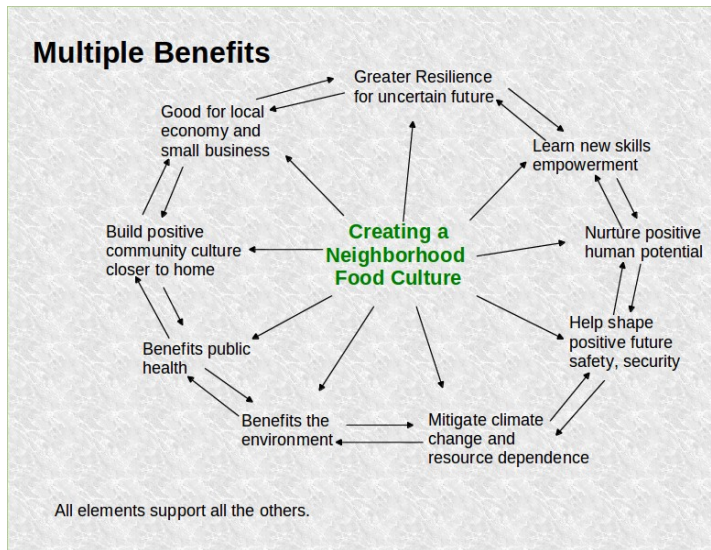 Multiple Benefits
Greater Resilience
for uncertain future
Good for local
economy and
small business
Learn new skills
empowerment
Build positive
community culture
closer to home
Creating a
Neighborhood
Food Culture
Nurture positive
human potential
Help shape
positive future
safety, security
Benefits public
health
Benefits the
environment
Mitigate climate
change and
resource dependence
All elements support all the others.